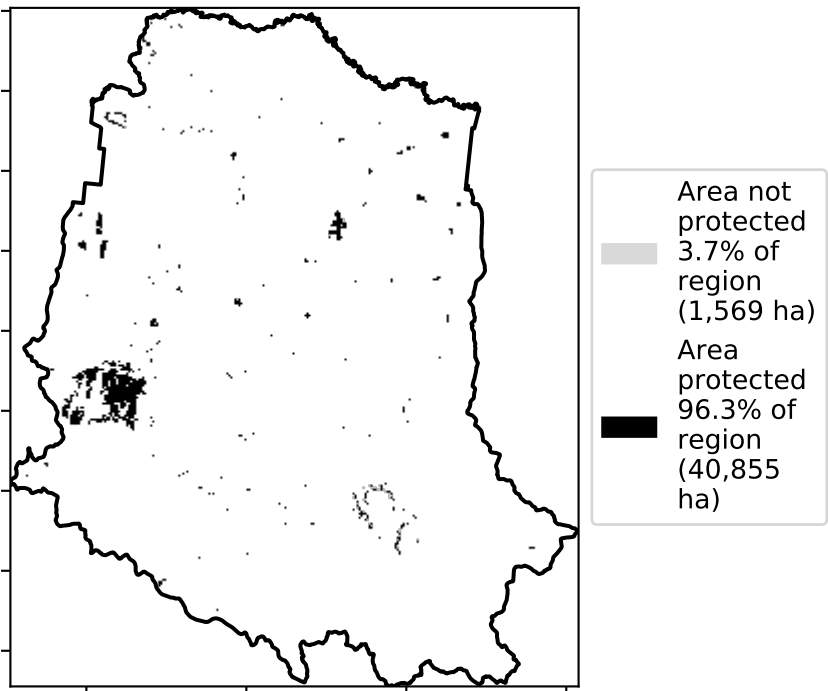 Area not
protected
3.7% of
region
(1,569 ha)
Area
protected
96.3% of
region
(40,855
ha)